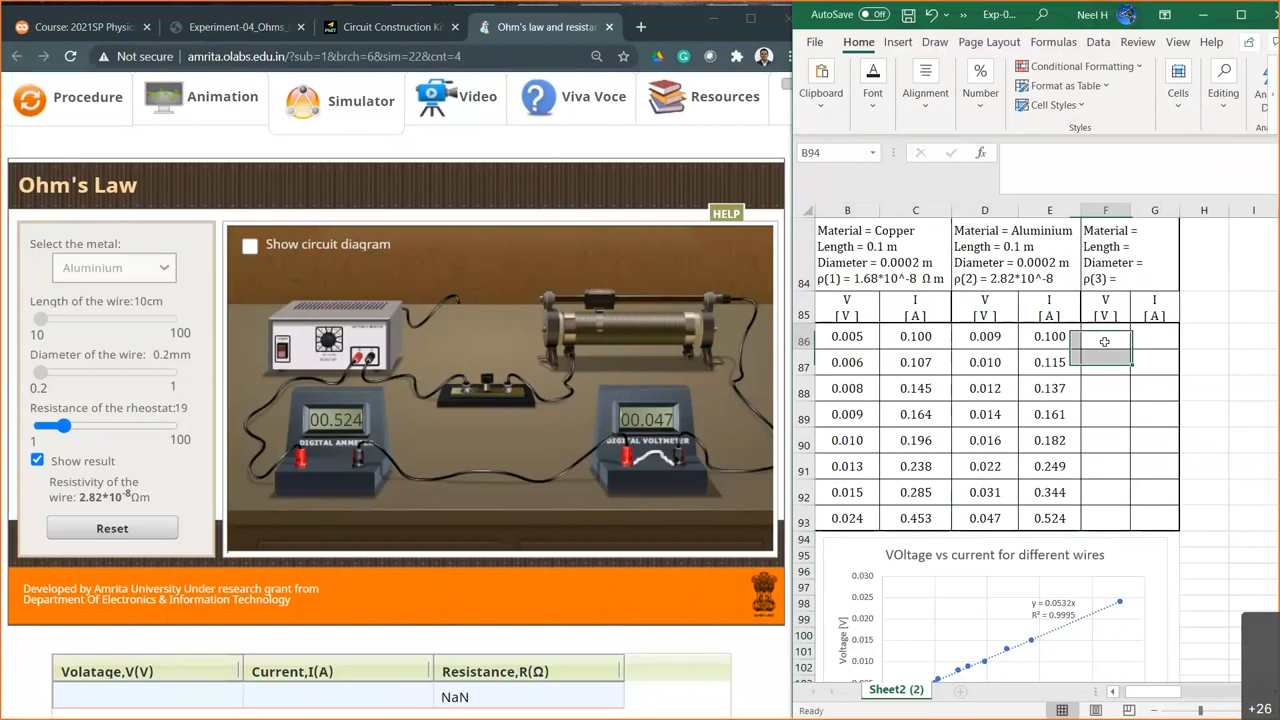 Course: 2021SP Physic
Experiment-04_Ohms_
Circuit Construction Ki
Ohm's law and resistan
Not secure
amrita.olabs.edu.in/?sub=1&brch=6&sim=22&cnt=4
Procedure
Animation
Simulator
Video
Viva Voce
Resources
Ohm's Law
HELP
Select the metal:
Aluminium
Length of the wire:10cm
10 100
Diameter of the wire: 0.2mm
0.2 1
Resistance of the rheostat:19
1 100
Show result
Resistivity of the
wire: 2.82*10-8Ωm
Reset
Show circuit diagram
00.524
DIGITAL AMMETER
00.047
DIGITAL VOLTMETER
Developed by Amrita University Under research grant from
Department Of Electronics & Information Technology
Volatage,V(V) Current,I(A) Resistance,R(Ω)
NaN
AutoSave Off Exp-0... Neel H
File Home Insert Draw Page Layout Formulas Data Review View Help
Clipboard
Font
Alignment
Number
Conditional Formatting
Format as Table
Cell Styles
Styles
Cells
Editing
An
B94
fx
B C D E F G H I
84
Material = Copper
Length = 0.1 m
Diameter = 0.0002 m
ρ(1) = 1.68*10^-8 Ω m
Material = Aluminium
Length = 0.1 m
Diameter = 0.0002 m
ρ(2) = 2.82*10^-8
Material =
Length =
Diameter =
ρ(3) =
V I V I V I
85 [ V ] [ A ] [ V ] [ A ] [ V ] [ A ]
86 0.005 0.100 0.009 0.100
87 0.006 0.107 0.010 0.115
88 0.008 0.145 0.012 0.137
89 0.009 0.164 0.014 0.161
90 0.010 0.196 0.016 0.182
91 0.013 0.238 0.022 0.249
92 0.015 0.285 0.031 0.344
93 0.024 0.453 0.047 0.524
94
95
96
97
98
99
100
101
102
VOltage vs current for different wires
0.030
0.025
0.020
0.015
0.010
Voltage [V]
y = 0.0532x
R² = 0.9995
Sheet2 (2)
Ready
+26